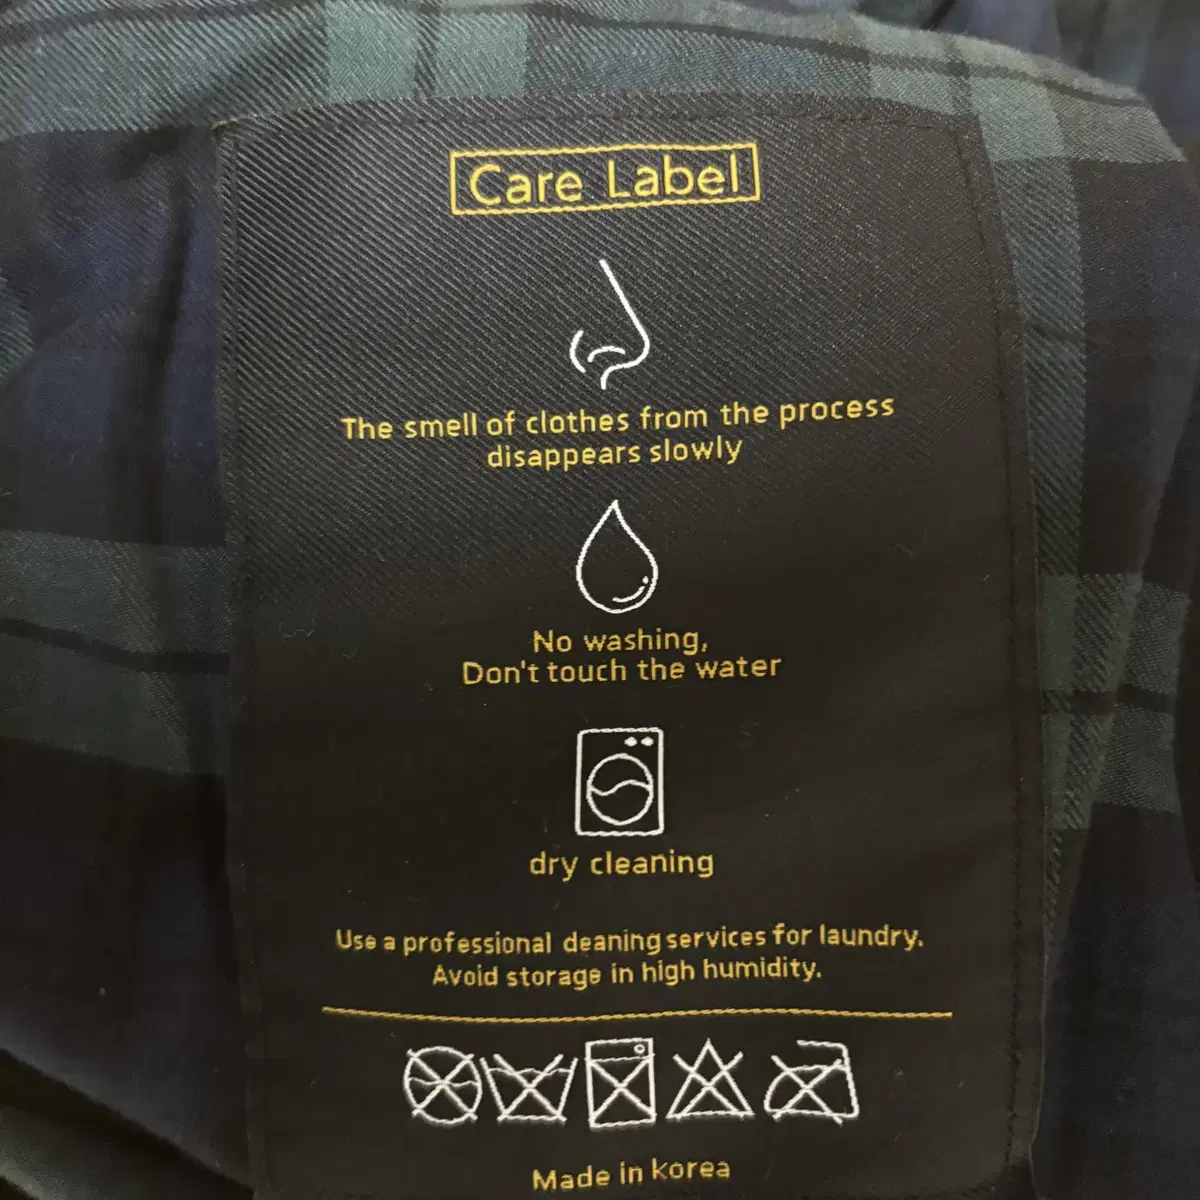 Care Label
The smell of clothes from the process
disappears slowly
No washing,
Don't touch the water
dry cleaning
Use a professional deaning services for laundry.
Avoid storage in high humidity.
Made in korea